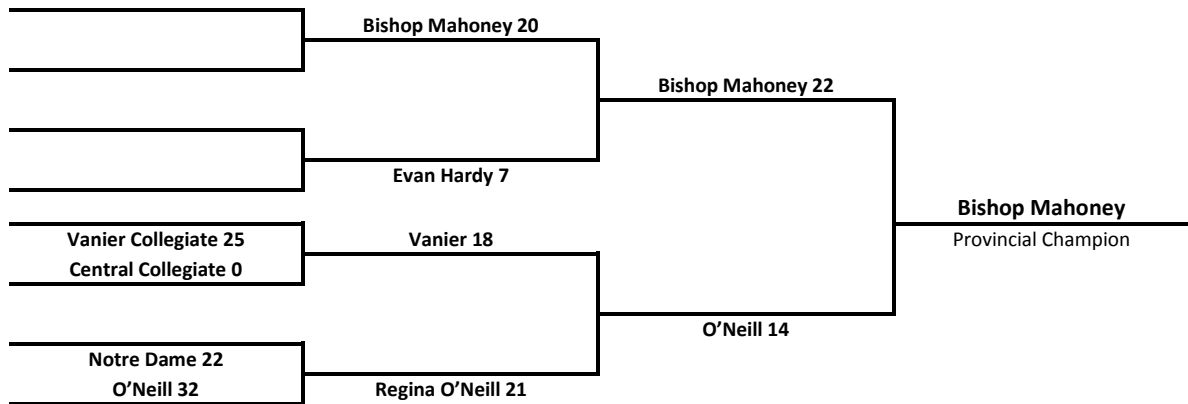 Bishop Mahoney 20
Bishop Mahoney 22
Evan Hardy 7
Bishop Mahoney
Provincial Champion
Vanier Collegiate 25
Central Collegiate 0
Vanier 18
O’Neill 14
Notre Dame 22
O’Neill 32
Regina O’Neill 21